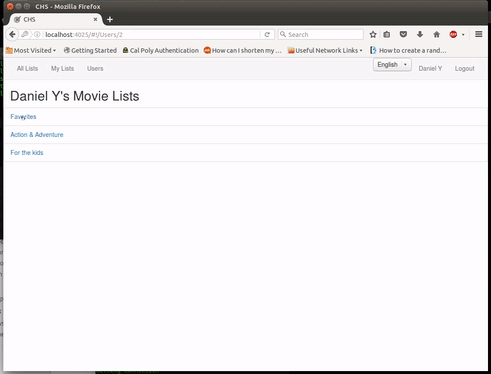 CHS - Mozilla Firefox
CHS
localhost:4025/#!/Users/2
Search
Most Visited
Getting Started
Cal Poly Authentication
How can I shorten my ...
Useful Network Links
How to create a rand...
All Lists
My Lists
Users
English
Daniel Y
Logout
Daniel Y's Movie Lists
Favorites
Action & Adventure
For the kids